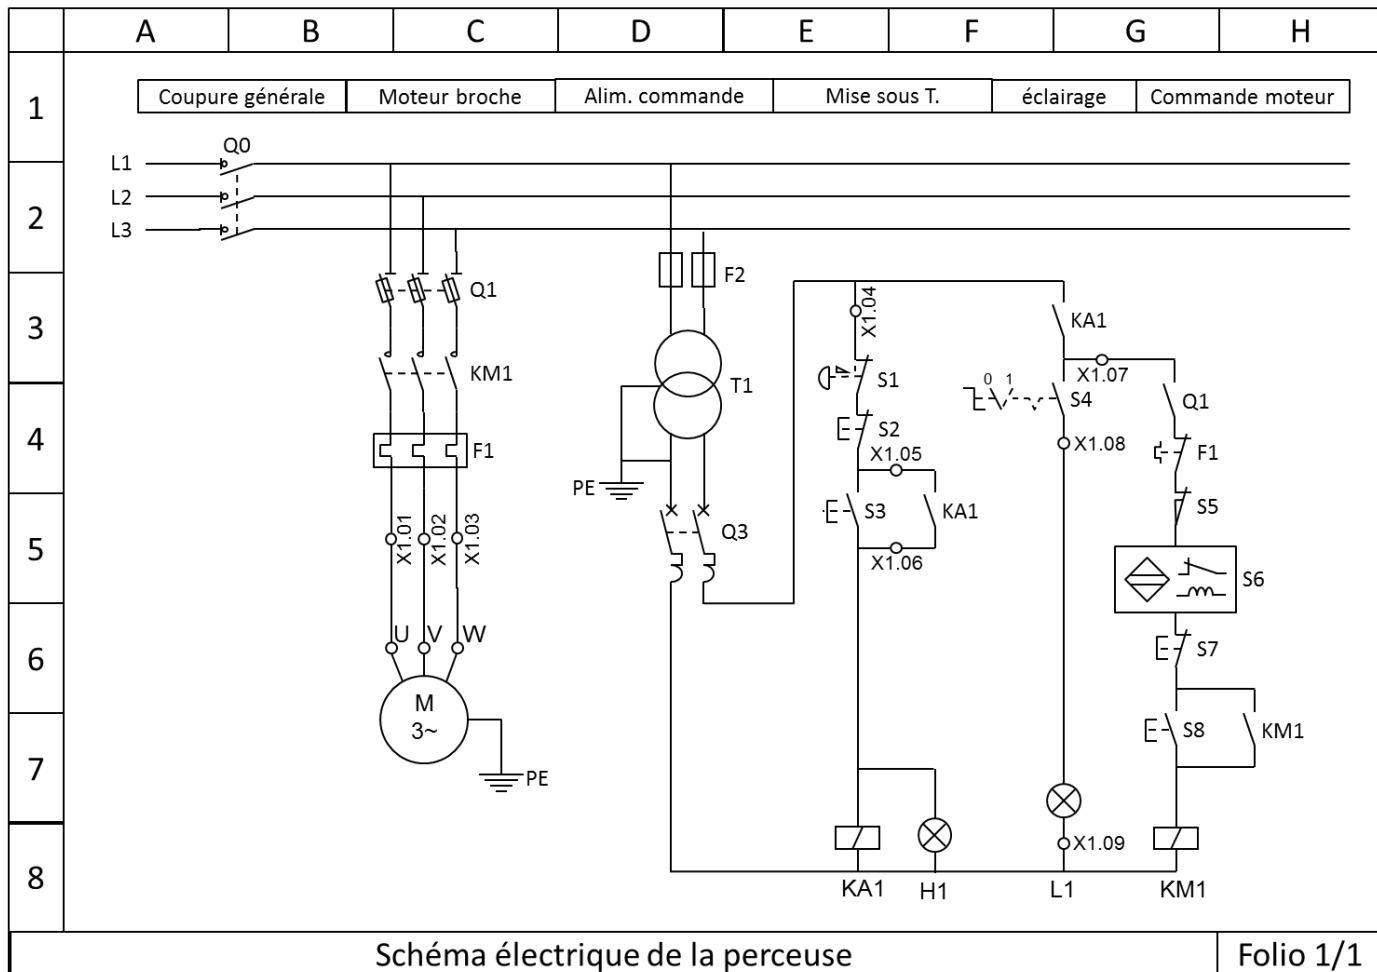 A B C D E F G H
1
Coupure générale Moteur broche Alim. commande Mise sous T. éclairage Commande moteur
Q0
L1
2
L2
L3
F2
Q1
3
X1.04
KA1
KM1
X1.07
T1
S1
0 1
S4
Q1
4
S2
F1
X1.05
X1.08
F1
PE
S3
KA1
S5
5
X1.01
X1.02
X1.03
Q3
X1.06
S6
6
U V W
S7
M
3~
S8
KM1
7
PE
X1.09
8
KA1 H1 L1 KM1
Schéma électrique de la perceuse Folio 1/1